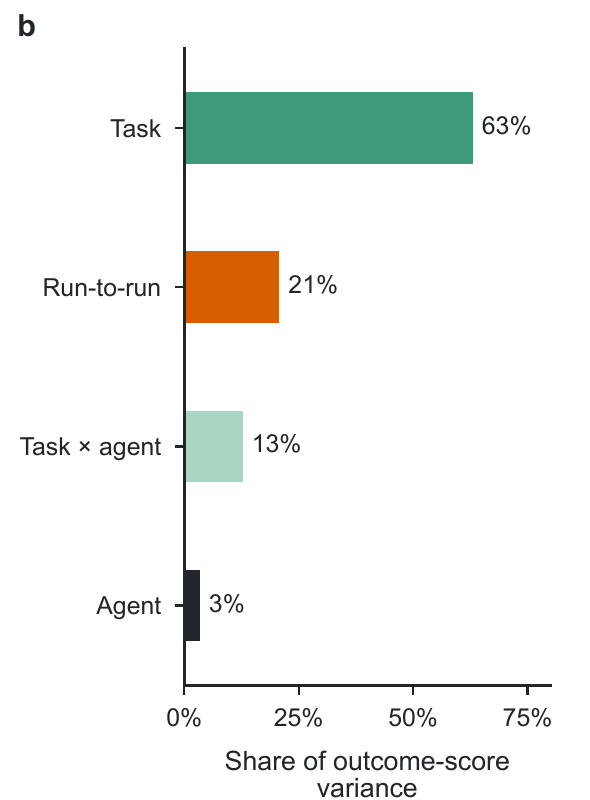 b
Task
63%
Run-to-run
21%
Task × agent
13%
Agent
3%
0%
25%
50%
75%
Share of outcome-score
variance